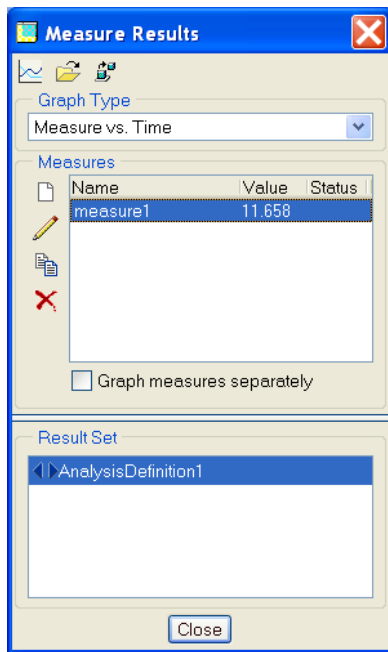 Measure Results
Graph Type
Measure vs. Time
Measures
Name Value Status
measure1 11.658
Graph measures separately
Result Set
AnalysisDefinition1
Close